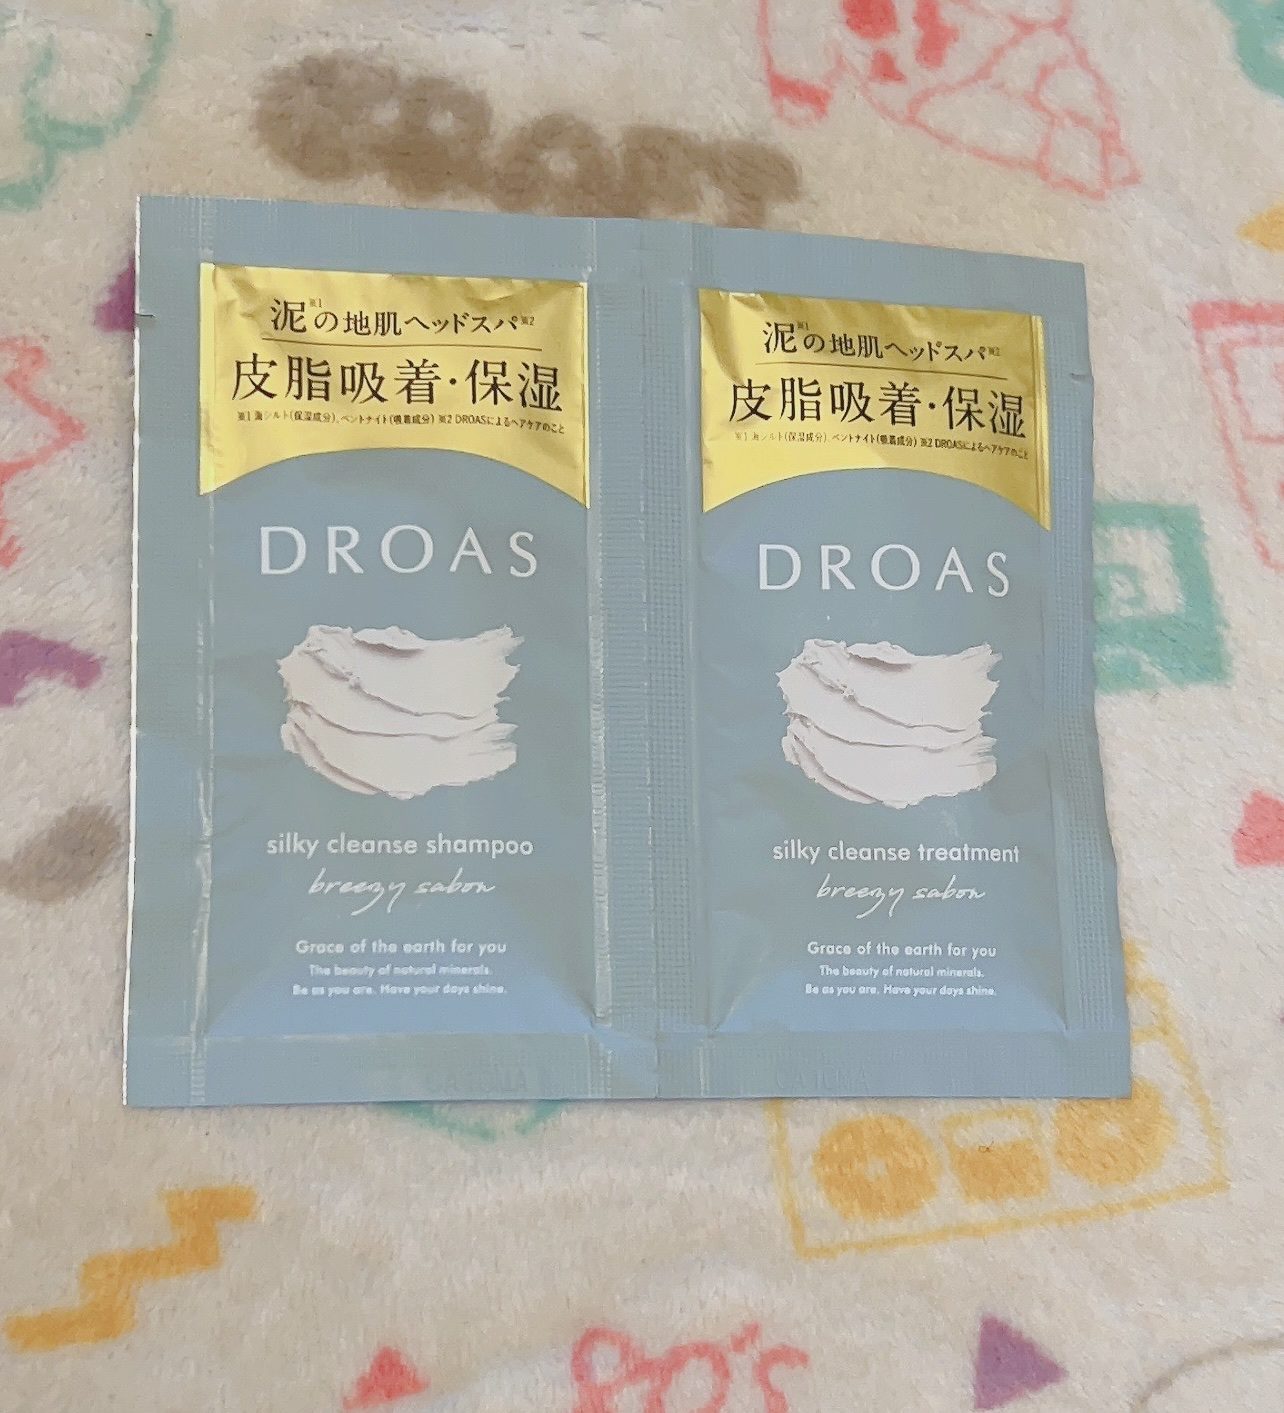 泥※1の地肌ヘッドスパ※2
皮脂吸着・保湿
※1 海シルト(保湿成分)、ベントナイト(吸着成分) ※2 DROASによるヘアケアのこと
DROAS
silky cleanse shampoo
breezy sabon
Grace of the earth for you
The beauty of natural minerals.
Be as you are. Have your days shine.
泥※1の地肌ヘッドスパ※2
皮脂吸着・保湿
※1 海シルト(保湿成分)、ベントナイト(吸着成分) ※2 DROASによるヘアケアのこと
DROAS
silky cleanse treatment
breezy sabon
Grace of the earth for you
The beauty of natural minerals.
Be as you are. Have your days shine.